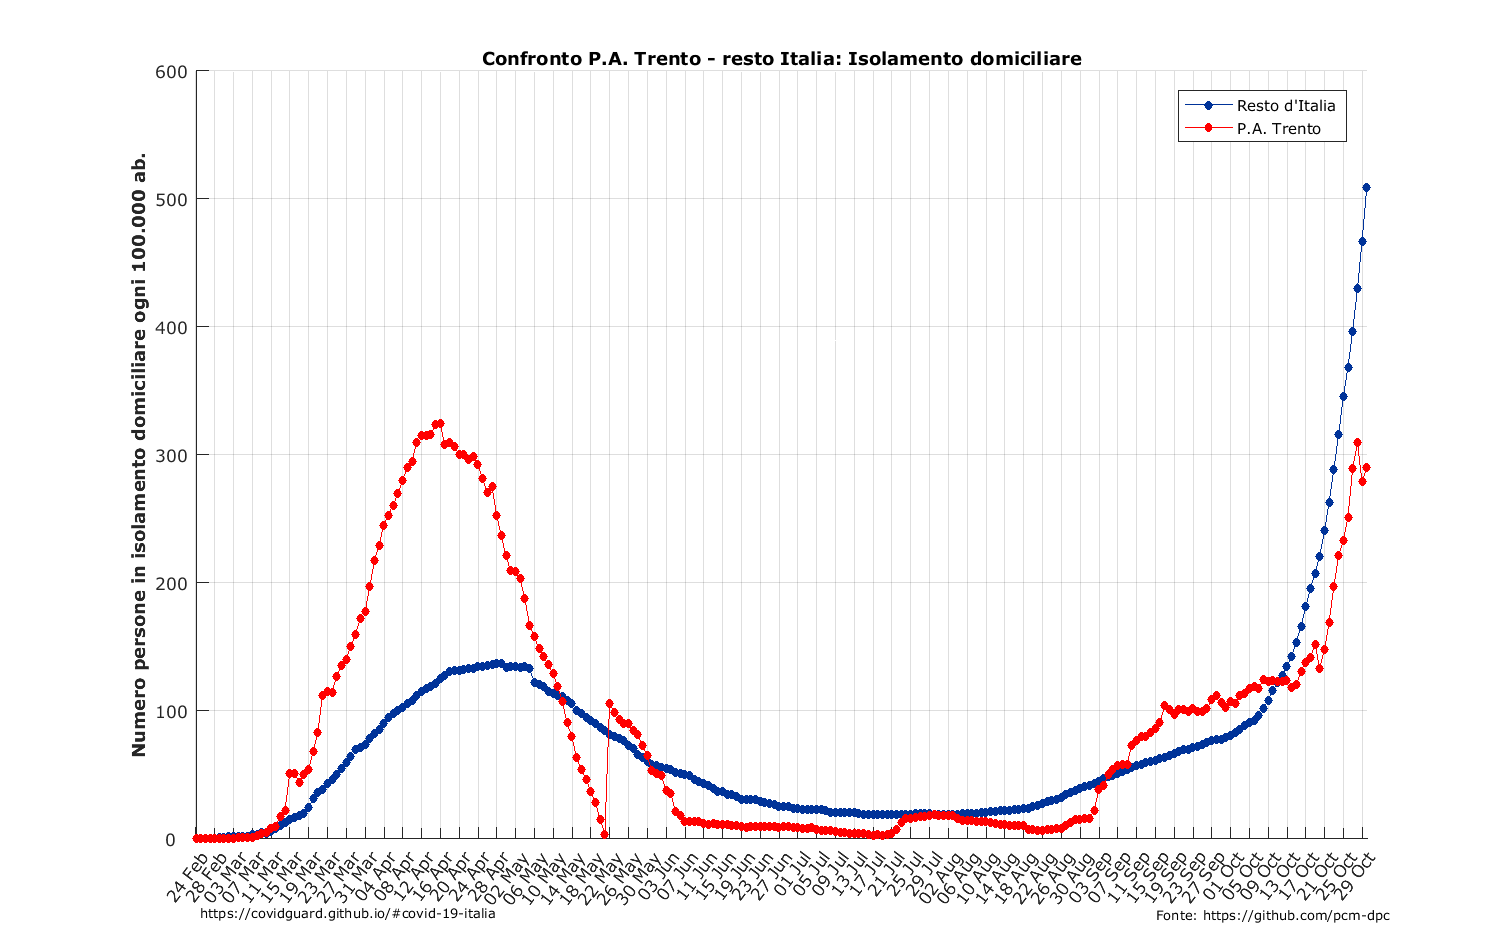 Confronto P.A. Trento - resto Italia: Isolamento domiciliare
Numero persone in isolamento domiciliare ogni 100.000 ab.
600
500
400
300
200
100
0
Resto d'Italia
P.A. Trento
24 Feb
28 Feb
03 Mar
07 Mar
11 Mar
15 Mar
19 Mar
23 Mar
27 Mar
31 Mar
04 Apr
08 Apr
12 Apr
16 Apr
20 Apr
24 Apr
28 Apr
02 May
06 May
10 May
14 May
18 May
22 May
26 May
30 May
03 Jun
07 Jun
11 Jun
15 Jun
19 Jun
23 Jun
27 Jun
01 Jul
05 Jul
09 Jul
13 Jul
17 Jul
21 Jul
25 Jul
29 Jul
02 Aug
06 Aug
10 Aug
14 Aug
18 Aug
22 Aug
26 Aug
30 Aug
03 Sep
07 Sep
11 Sep
15 Sep
19 Sep
23 Sep
27 Sep
01 Oct
05 Oct
09 Oct
13 Oct
17 Oct
21 Oct
25 Oct
29 Oct
https://covidguard.github.io/#covid-19-italia
Fonte: https://github.com/pcm-dpc